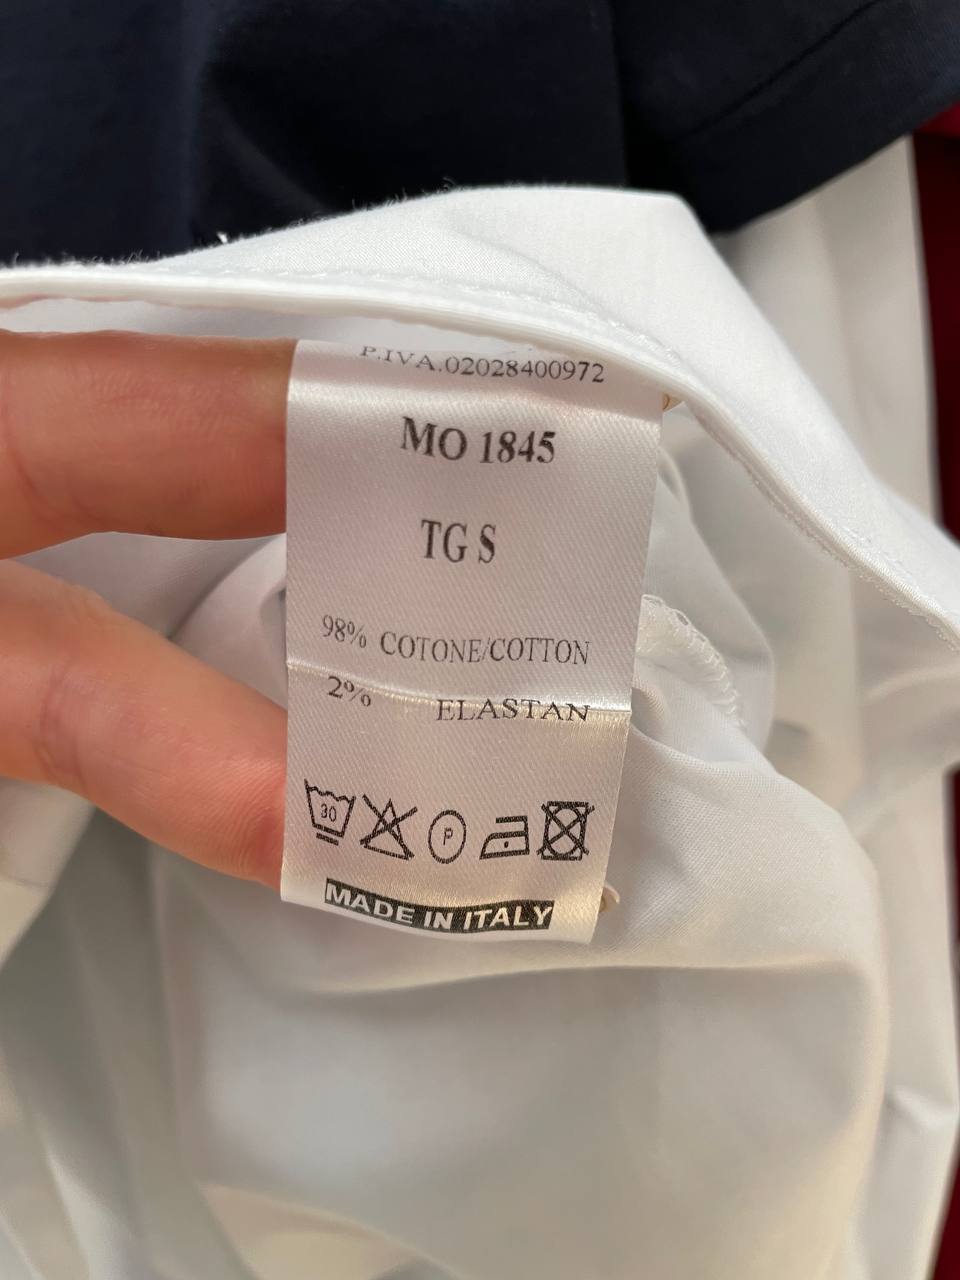 P.IVA.02028400972
MO 1845
TG S
98% COTONE/COTTON
2% ELASTAN
30
P
MADE IN ITALY